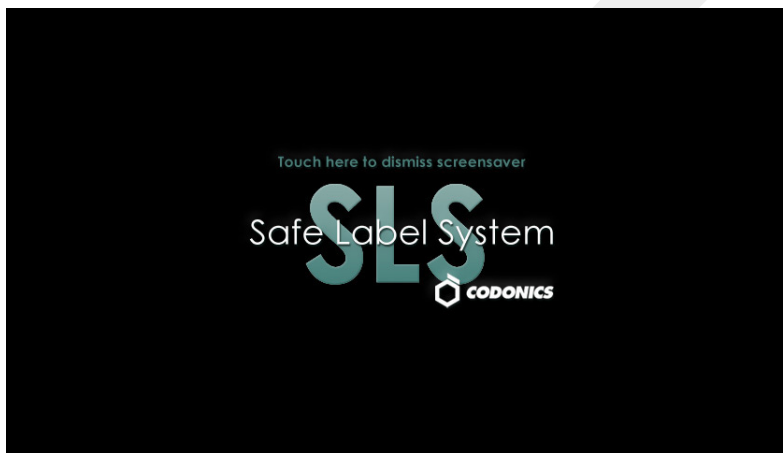 Touch here to dismiss screensaver
SLS
Safe Label System
CODONICS